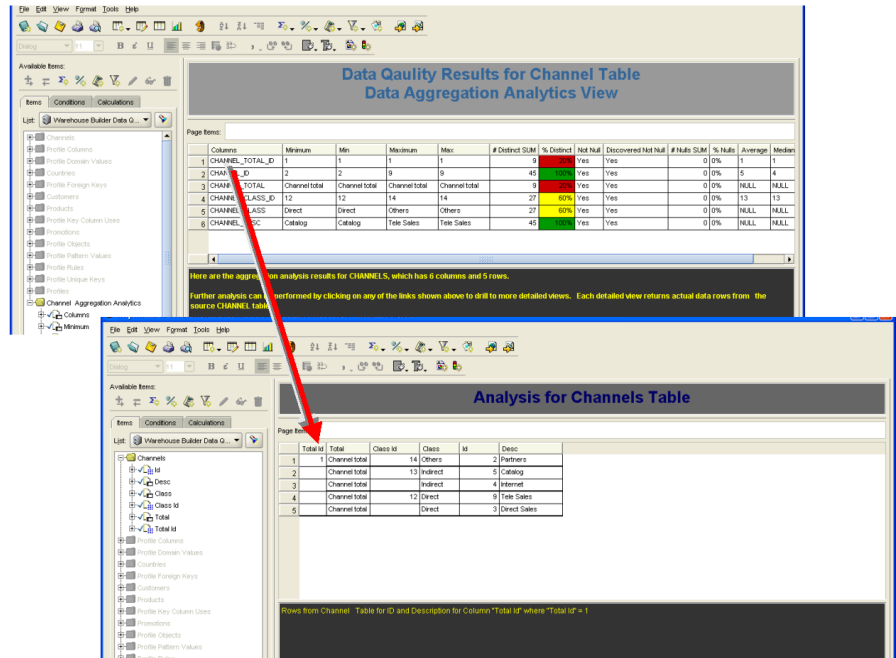 File Edit View Format Tools Help
Dialog 11 B U
Available Items:
Items Conditions Calculations
List: Warehouse Builder Data Q...
Channels
Profile Columns
Profile Domain Values
Countries
Profile Foreign Keys
Customers
Products
Profile Key Column Uses
Promotions
Profile Objects
Profile Pattern Values
Profile Rules
Profile Unique Keys
Profiles
Channel Aggregation Analytics
Columns
Minimum
Data Qaulity Results for Channel Table
Data Aggregation Analytics View
Page Items:
Columns Minimum Min Maximum Max # Distinct SUM % Distinct Not Null Discovered Not Null # Nulls SUM % Nulls Average Median
1 CHANNEL_TOTAL_ID 1 1 1 1 9 20% Yes Yes 0 0% 1 1
2 2 2 9 9 45 100% Yes Yes 0 0% 5 4
3 Channel total Channel total Channel total Channel total 9 20% Yes Yes 0 0% NULL NULL
4 12 12 14 14 27 60% Yes Yes 0 0% 13 13
5 Direct Direct Others Others 27 60% Yes Yes 0 0% NULL NULL
6 Catalog Catalog Tele Sales Tele Sales 45 100% Yes Yes 0 0% NULL NULL
Here are the aggregation analysis results for CHANNELS, which has 6 columns and 5 rows.
Further analysis can be performed by clicking on any of the links shown above to drill to more detailed views. Each detailed view returns actual data rows from the
source CHANNEL table
File Edit View Format Tools Help
Dialog 11 B U
Available Items:
Items Conditions Calculations
List: Warehouse Builder Data Q...
Channels
Id
Desc
Class
Class Id
Total
Total Id
Profile Columns
Profile Domain Values
Countries
Profile Foreign Keys
Customers
Products
Profile Key Column Uses
Promotions
Profile Objects
Profile Pattern Values
Profile Rules
Analysis for Channels Table
Page Items:
Total Id Total Class Id Class Id Desc
1 1 Channel total 14 Others 2 Partners
2 Channel total 13 Indirect 5 Catalog
3 Channel total Indirect 4 Internet
4 Channel total 12 Direct 9 Tele Sales
5 Channel total Direct 3 Direct Sales
Rows from Channel Table for ID and Description for Column "Total Id" where "Total Id" = 1